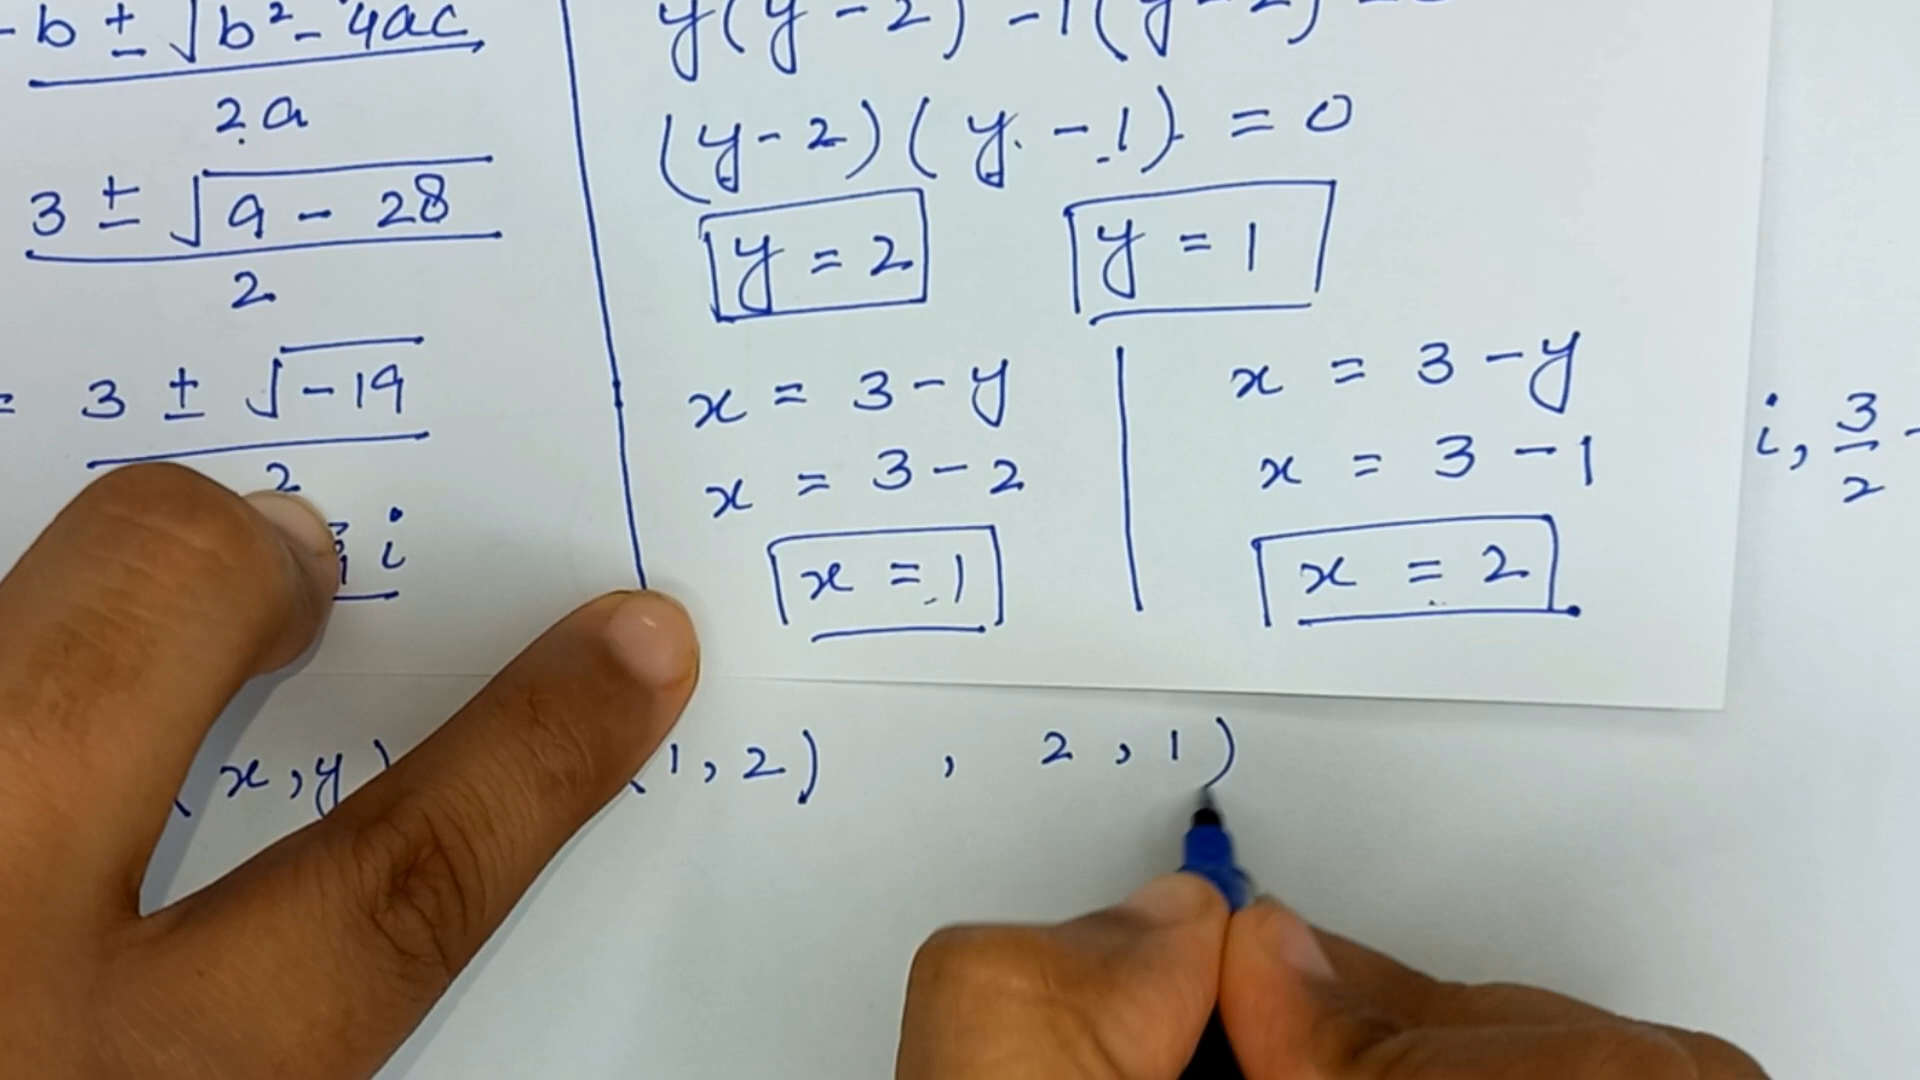 -b ± √b² - 4ac
2a
3 ± √9 - 28
2
= 3 ± √-19
2
i
y(y - 2) - 1(y - 2)
(y - 2)(y - 1) = 0
y = 2
y = 1
x = 3 - y
x = 3 - 2
x = 1
x = 3 - y
x = 3 - 1
x = 2
i, 3/2 -
(x, y) (1, 2) , 2, 1)